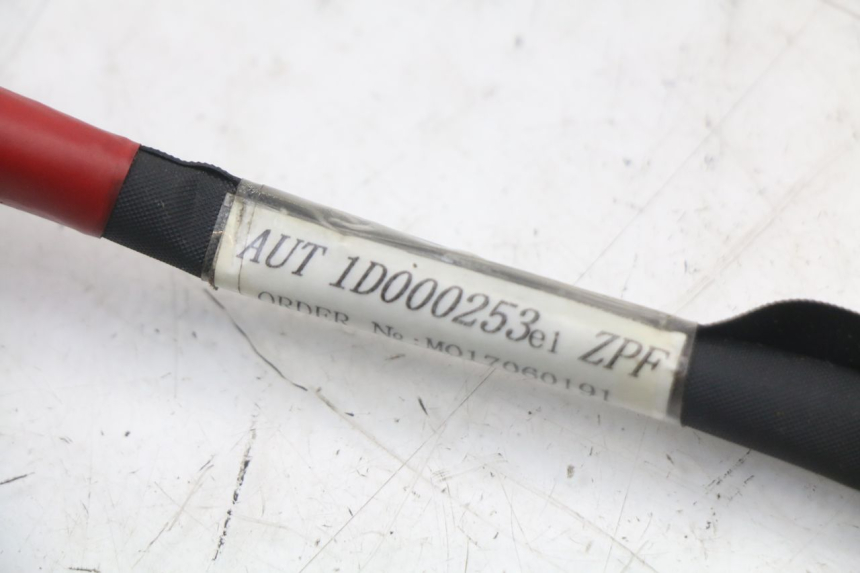 AUT 1D000253ei ZPF
ORDER No:MO17060191